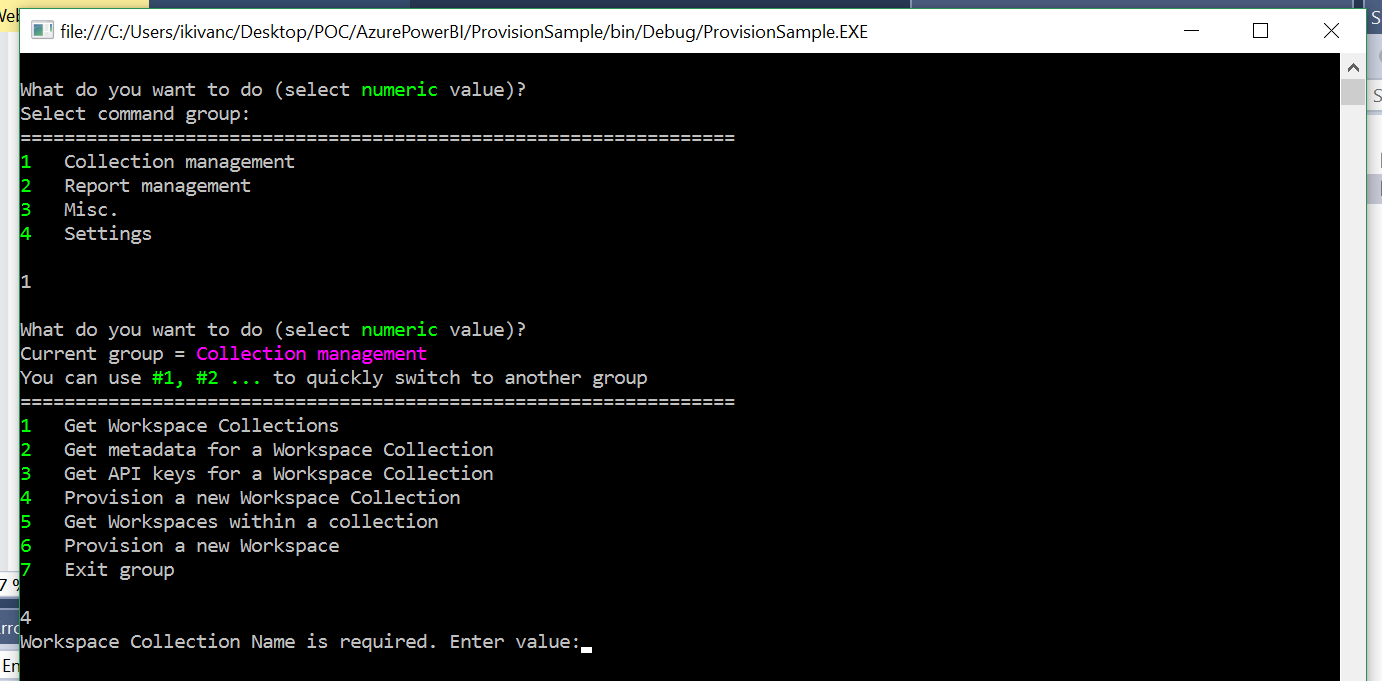 file:///C:/Users/ikivanc/Desktop/POC/AzurePowerBI/ProvisionSample/bin/Debug/ProvisionSample.EXE
What do you want to do (select numeric value)?
Select command group:
=================================================================
1 Collection management
2 Report management
3 Misc.
4 Settings
1
What do you want to do (select numeric value)?
Current group = Collection management
You can use #1, #2 ... to quickly switch to another group
=================================================================
1 Get Workspace Collections
2 Get metadata for a Workspace Collection
3 Get API keys for a Workspace Collection
4 Provision a new Workspace Collection
5 Get Workspaces within a collection
6 Provision a new Workspace
7 Exit group
4
Workspace Collection Name is required. Enter value: